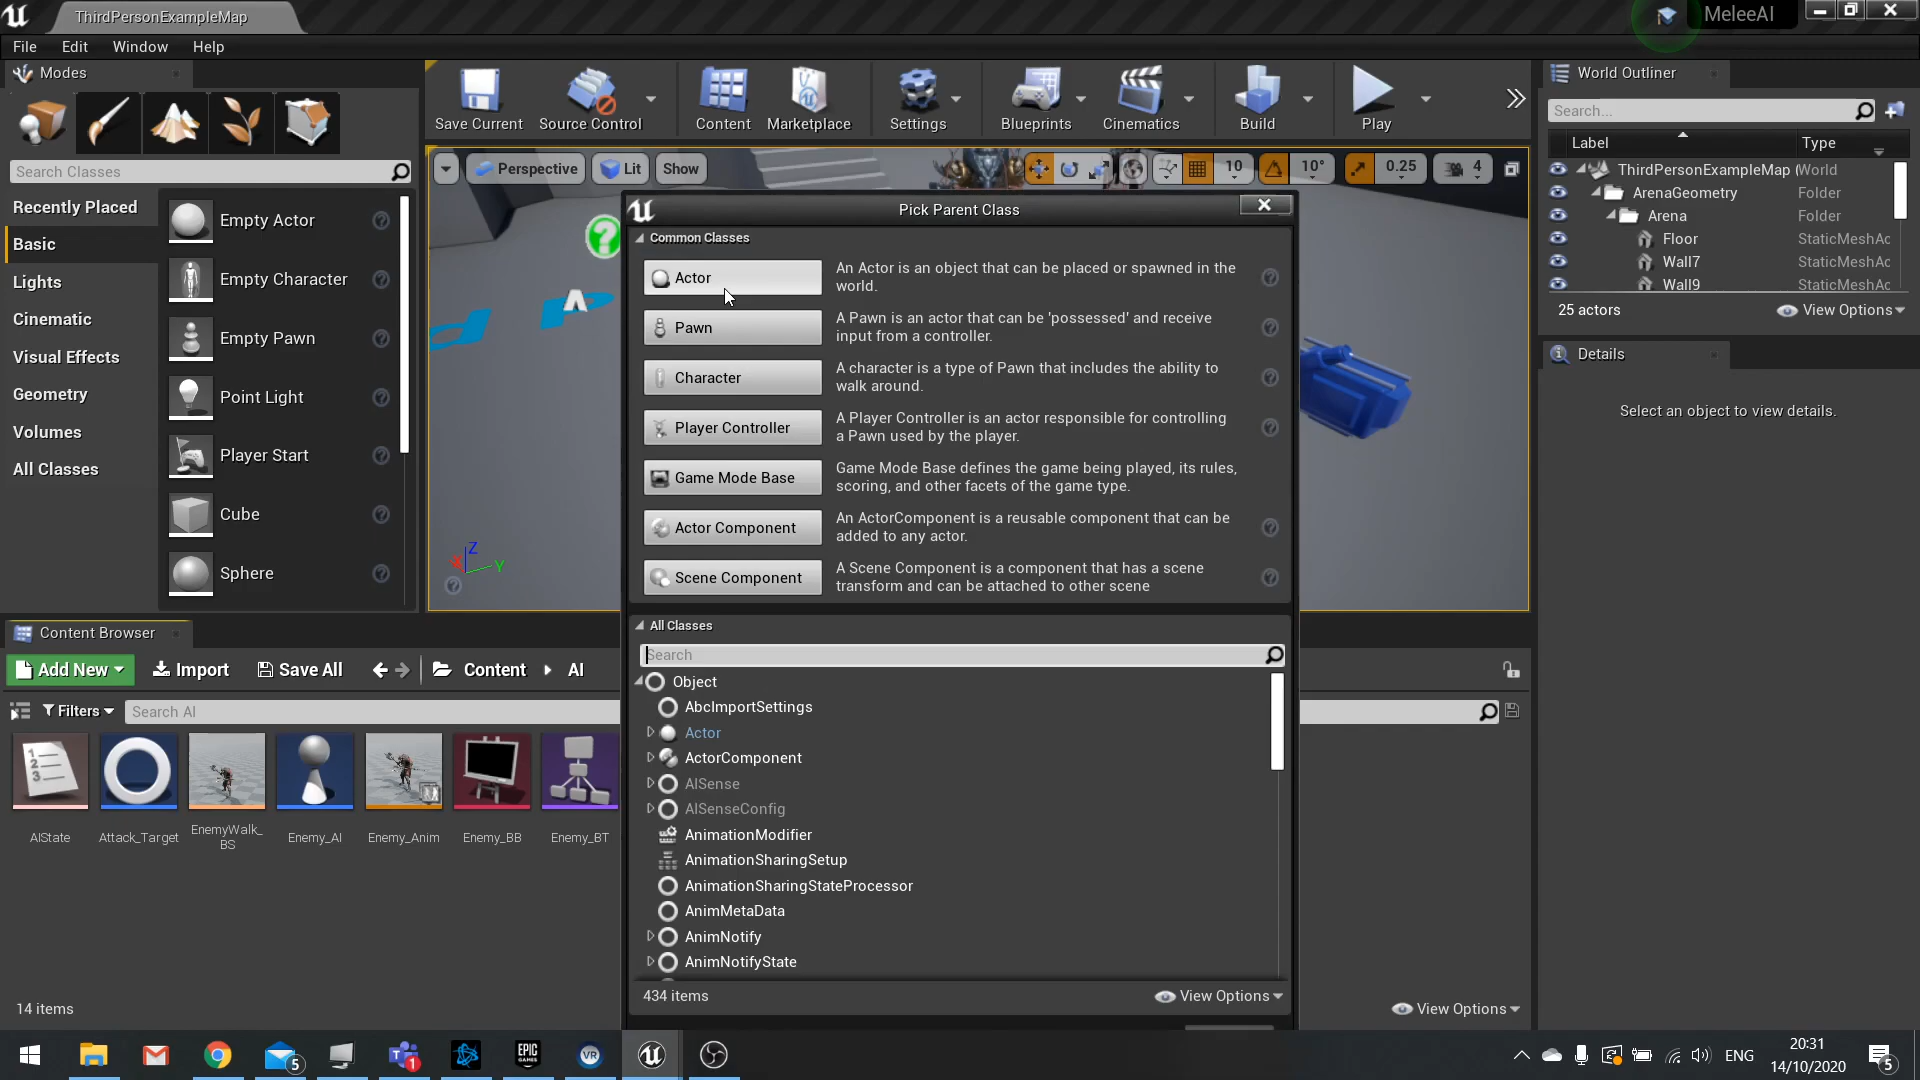 ThirdPersonExampleMap
MeleeAI
File Edit Window Help
Modes
Search Classes
Recently Placed
Basic
Lights
Cinematic
Visual Effects
Geometry
Volumes
All Classes
Empty Actor
Empty Character
Empty Pawn
Point Light
Player Start
Cube
Sphere
Save Current
Source Control
Content
Marketplace
Settings
Blueprints
Cinematics
Build
Play
Perspective
Lit
Show
10
10°
0.25
4
Z
Y
Pick Parent Class
Common Classes
Actor
An Actor is an object that can be placed or spawned in the
world.
Pawn
A Pawn is an actor that can be 'possessed' and receive
input from a controller.
Character
A character is a type of Pawn that includes the ability to
walk around.
Player Controller
A Player Controller is an actor responsible for controlling
a Pawn used by the player.
Game Mode Base
Game Mode Base defines the game being played, its rules,
scoring, and other facets of the game type.
Actor Component
An ActorComponent is a reusable component that can be
added to any actor.
Scene Component
A Scene Component is a component that has a scene
transform and can be attached to other scene
All Classes
Search
Object
AbcImportSettings
Actor
ActorComponent
AISense
AISenseConfig
AnimationModifier
AnimationSharingSetup
AnimationSharingStateProcessor
AnimMetaData
AnimNotify
AnimNotifyState
434 items
View Options
World Outliner
Search...
Label Type
ThirdPersonExampleMap (World
ArenaGeometry Folder
Arena Folder
Floor StaticMeshAc
Wall7 StaticMeshAc
Wall9 StaticMeshAc
25 actors
View Options
Details
Select an object to view details.
Content Browser
Add New Import Save All Content AI
Filters Search AI
AIState
Attack_Target
EnemyWalk_
BS
Enemy_AI
Enemy_Anim
Enemy_BB
Enemy_BT
14 items
View Options
5
1
EPIC
GAMES
VR
ENG
20:31
14/10/2020
5